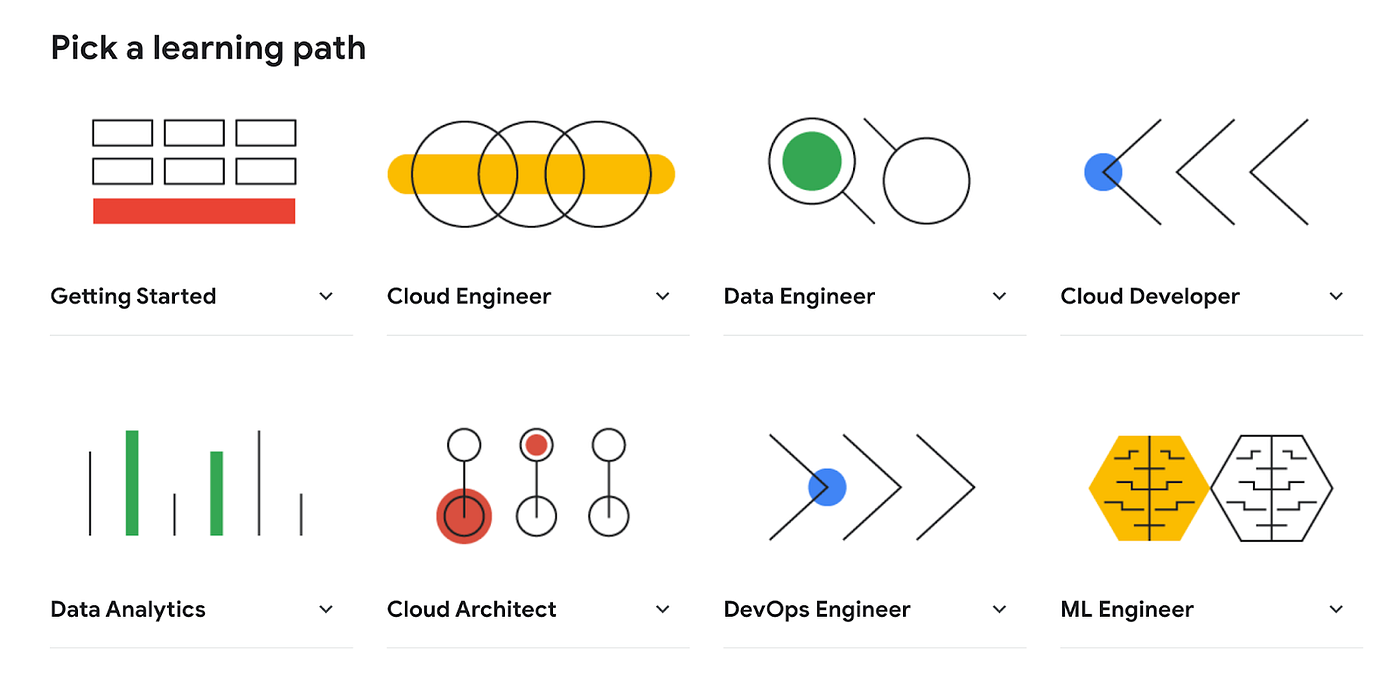 Pick a learning path
Getting Started
Cloud Engineer
Data Engineer
Cloud Developer
Data Analytics
Cloud Architect
DevOps Engineer
ML Engineer